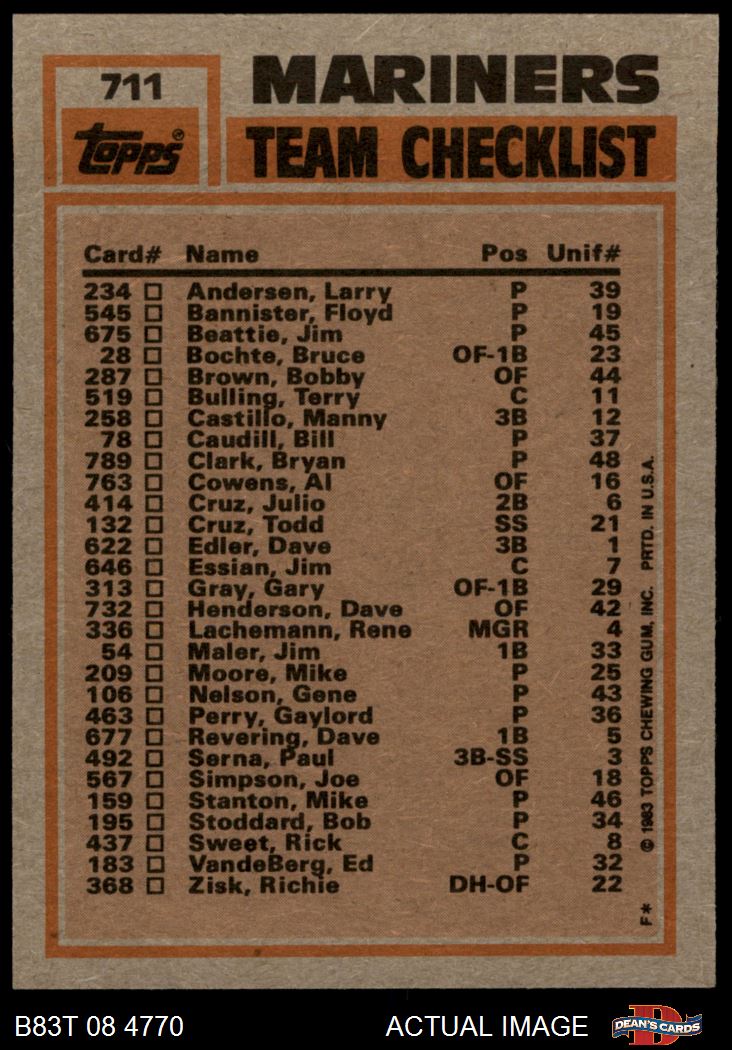 711
MARINERS
topps®
TEAM CHECKLIST
Card# Name Pos Unif#
234 Andersen, Larry P 39
545 Bannister, Floyd P 19
675 Beattie, Jim P 45
28 Bochte, Bruce OF-1B 23
287 Brown, Bobby OF 44
519 Bulling, Terry C 11
258 Castillo, Manny 3B 12
78 Caudill, Bill P 37
789 Clark, Bryan P 48
763 Cowens, Al OF 16
414 Cruz, Julio 2B 6
132 Cruz, Todd SS 21
622 Edler, Dave 3B 1
646 Essian, Jim C 7
313 Gray, Gary OF-1B 29
732 Henderson, Dave OF 42
336 Lachemann, Rene MGR 4
54 Maler, Jim 1B 33
209 Moore, Mike P 25
106 Nelson, Gene P 43
463 Perry, Gaylord P 36
677 Revering, Dave 1B 5
492 Serna, Paul 3B-SS 3
567 Simpson, Joe OF 18
159 Stanton, Mike P 46
195 Stoddard, Bob P 34
437 Sweet, Rick C 8
183 VandeBerg, Ed P 32
368 Zisk, Richie DH-OF 22
F* © 1983 TOPPS CHEWING GUM, INC. PRTD. IN U.S.A.
B83T 08 4770 ACTUAL IMAGE
D
DEAN'S CARDS